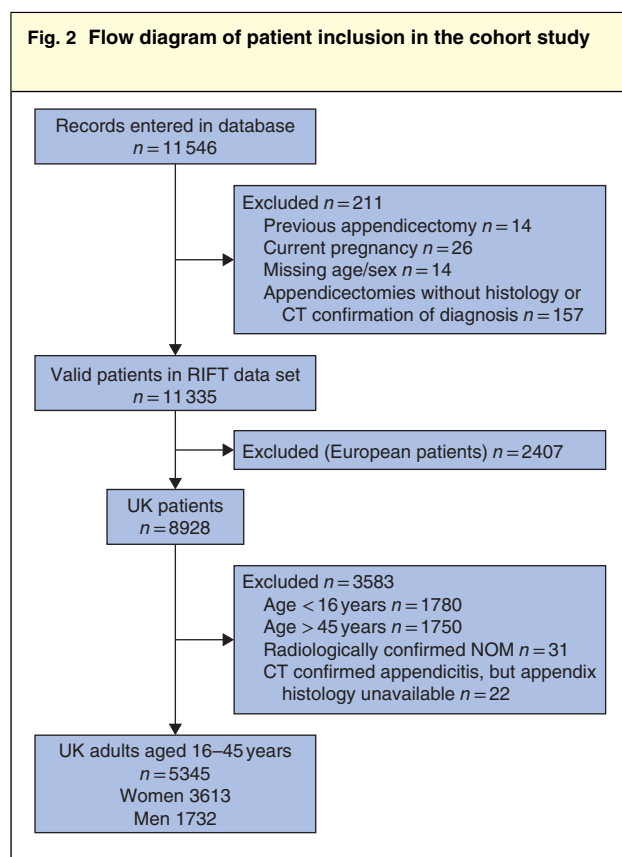 Fig. 2 Flow diagram of patient inclusion in the cohort study
Records entered in database
n = 11 546
Excluded n = 211
Previous appendicectomy n = 14
Current pregnancy n = 26
Missing age/sex n = 14
Appendicectomies without histology or
CT confirmation of diagnosis n = 157
Valid patients in RIFT data set
n = 11 335
Excluded (European patients) n = 2407
UK patients
n = 8928
Excluded n = 3583
Age < 16 years n = 1780
Age > 45 years n = 1750
Radiologically confirmed NOM n = 31
CT confirmed appendicitis, but appendix
histology unavailable n = 22
UK adults aged 16–45 years
n = 5345
Women 3613
Men 1732